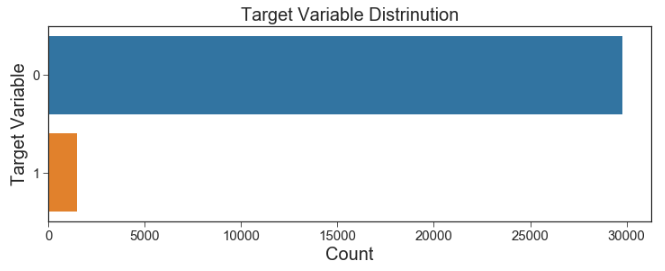 Target Variable Distrinution
Target Variable
0
1
0 5000 10000 15000 20000 25000 30000
Count